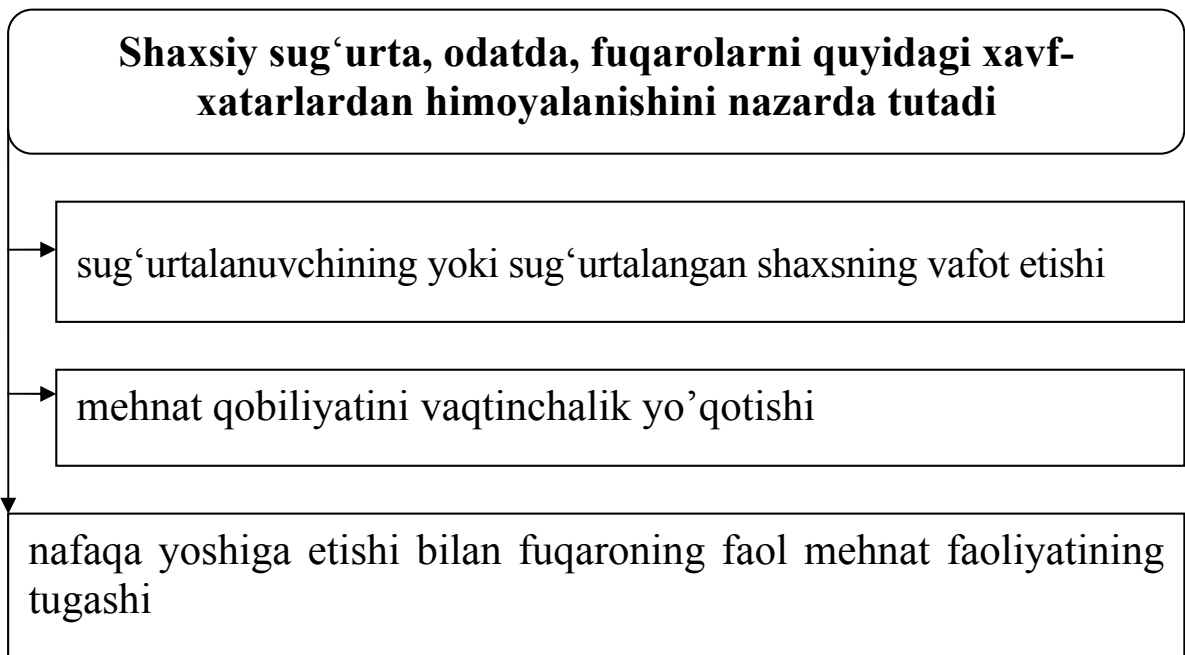 Shaxsiy sug‘urta, odatda, fuqarolarni quyidagi xavf-
xatarlardan himoyalanishini nazarda tutadi
sug‘urtalanuvchining yoki sug‘urtalangan shaxsning vafot etishi
mehnat qobiliyatini vaqtinchalik yo’qotishi
nafaqa yoshiga etishi bilan fuqaroning faol mehnat faoliyatining
tugashi